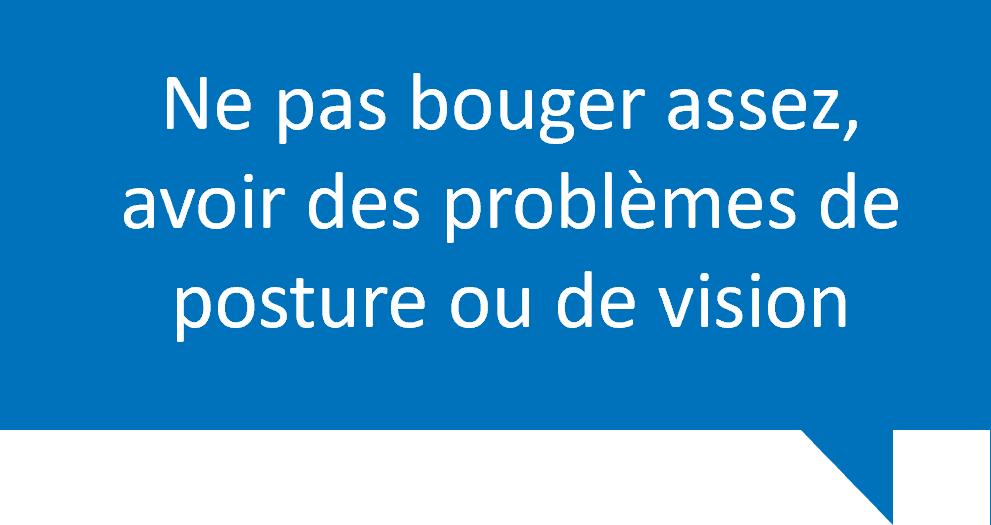 Ne pas bouger assez,
avoir des problèmes de
posture ou de vision